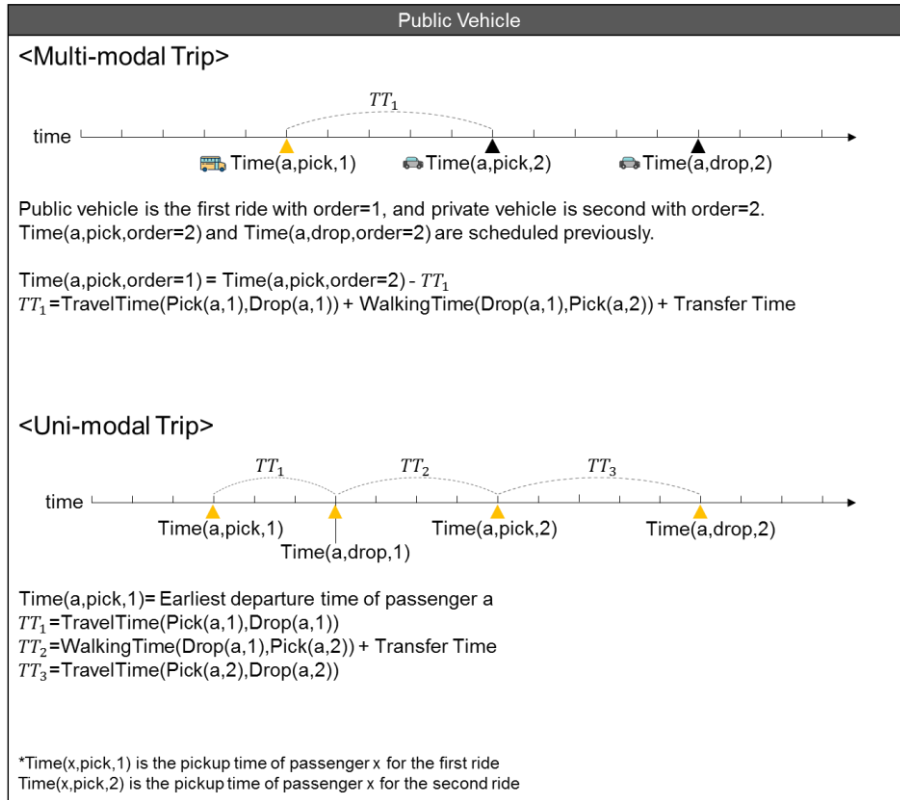 Public Vehicle
<Multi-modal Trip>
TT₁
time
Time(a,pick,1) Time(a,pick,2) Time(a,drop,2)
Public vehicle is the first ride with order=1, and private vehicle is second with order=2.
Time(a,pick,order=2) and Time(a,drop,order=2) are scheduled previously.
Time(a,pick,order=1) = Time(a,pick,order=2) - TT₁
TT₁=TravelTime(Pick(a,1),Drop(a,1)) + WalkingTime(Drop(a,1),Pick(a,2)) + Transfer Time
<Uni-modal Trip>
TT₁ TT₂ TT₃
time
Time(a,pick,1) Time(a,pick,2) Time(a,drop,2)
Time(a,drop,1)
Time(a,pick,1)= Earliest departure time of passenger a
TT₁=TravelTime(Pick(a,1),Drop(a,1))
TT₂=WalkingTime(Drop(a,1),Pick(a,2)) + Transfer Time
TT₃=TravelTime(Pick(a,2),Drop(a,2))
*Time(x,pick,1) is the pickup time of passenger x for the first ride
Time(x,pick,2) is the pickup time of passenger x for the second ride